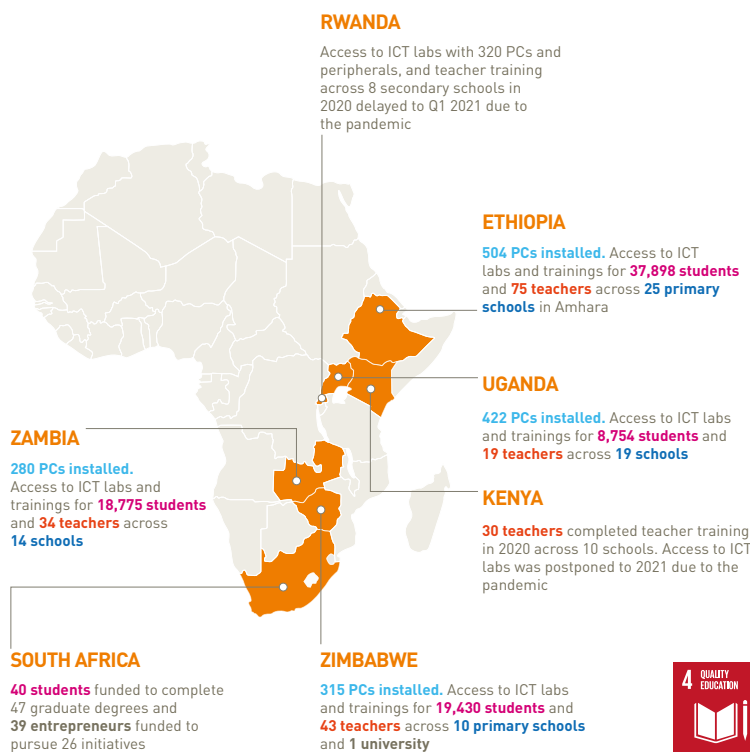 RWANDA
Access to ICT labs with 320 PCs and
peripherals, and teacher training
across 8 secondary schools in
2020 delayed to Q1 2021 due to
the pandemic
ETHIOPIA
504 PCs installed. Access to ICT
labs and trainings for 37,898 students
and 75 teachers across 25 primary
schools in Amhara
UGANDA
422 PCs installed. Access to ICT labs
and trainings for 8,754 students and
19 teachers across 19 schools
ZAMBIA
280 PCs installed.
Access to ICT labs and
trainings for 18,775 students
and 34 teachers across
14 schools
KENYA
30 teachers completed teacher training
in 2020 across 10 schools. Access to ICT
labs was postponed to 2021 due to the
pandemic
SOUTH AFRICA
40 students funded to complete
47 graduate degrees and
39 entrepreneurs funded to
pursue 26 initiatives
ZIMBABWE
315 PCs installed. Access to ICT labs
and trainings for 19,430 students and
43 teachers across 10 primary schools
and 1 university
4 QUALITY
EDUCATION